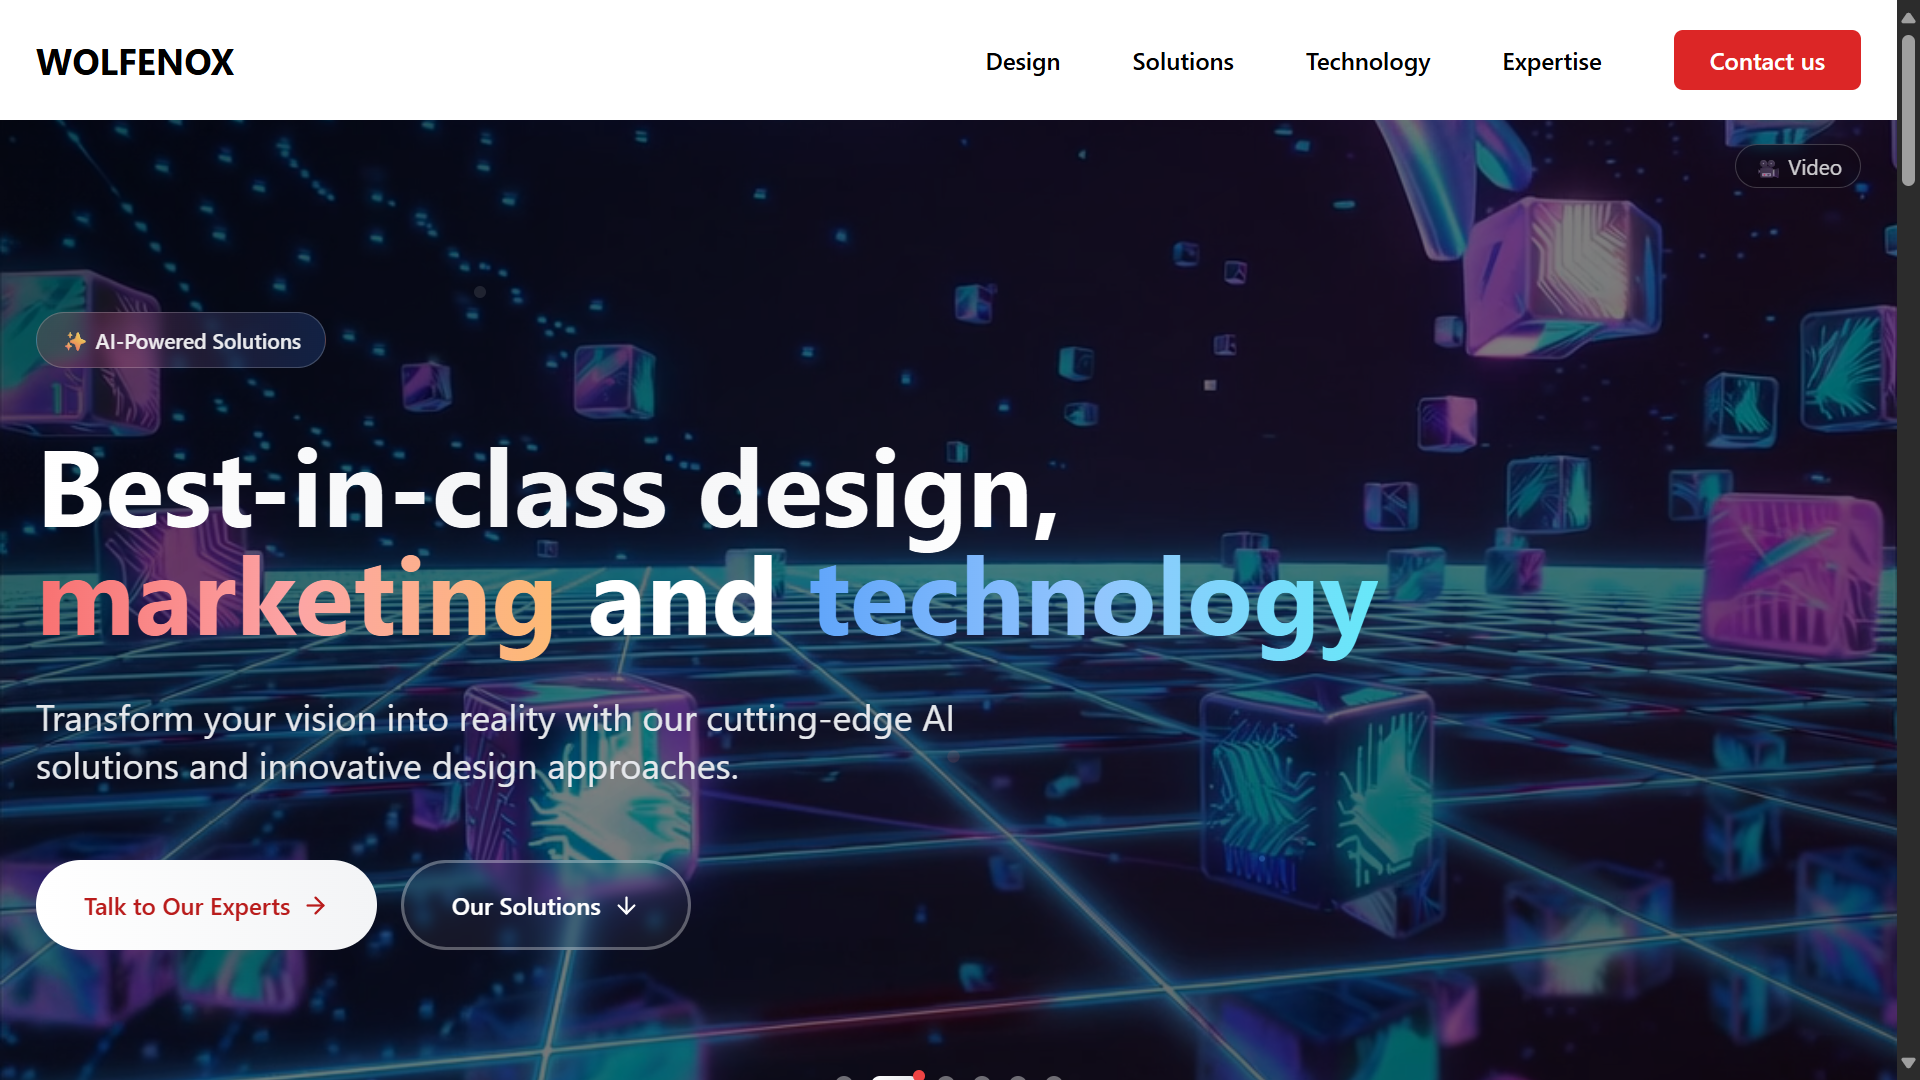 WOLFENOX
Design
Solutions
Technology
Expertise
Contact us
Video
AI-Powered Solutions
Best-in-class design,
marketing and technology
Transform your vision into reality with our cutting-edge AI
solutions and innovative design approaches.
Talk to Our Experts
Our Solutions